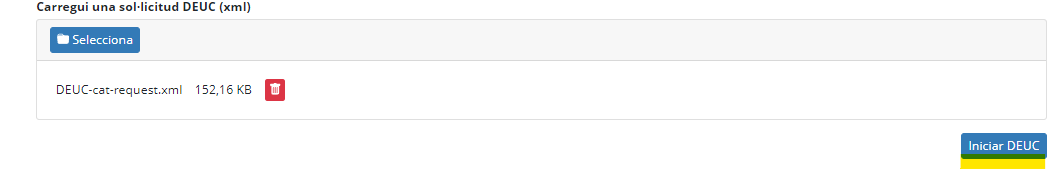 Carregui una sol·licitud DEUC (xml)
Selecciona
DEUC-cat-request.xml 152,16 KB
Iniciar DEUC